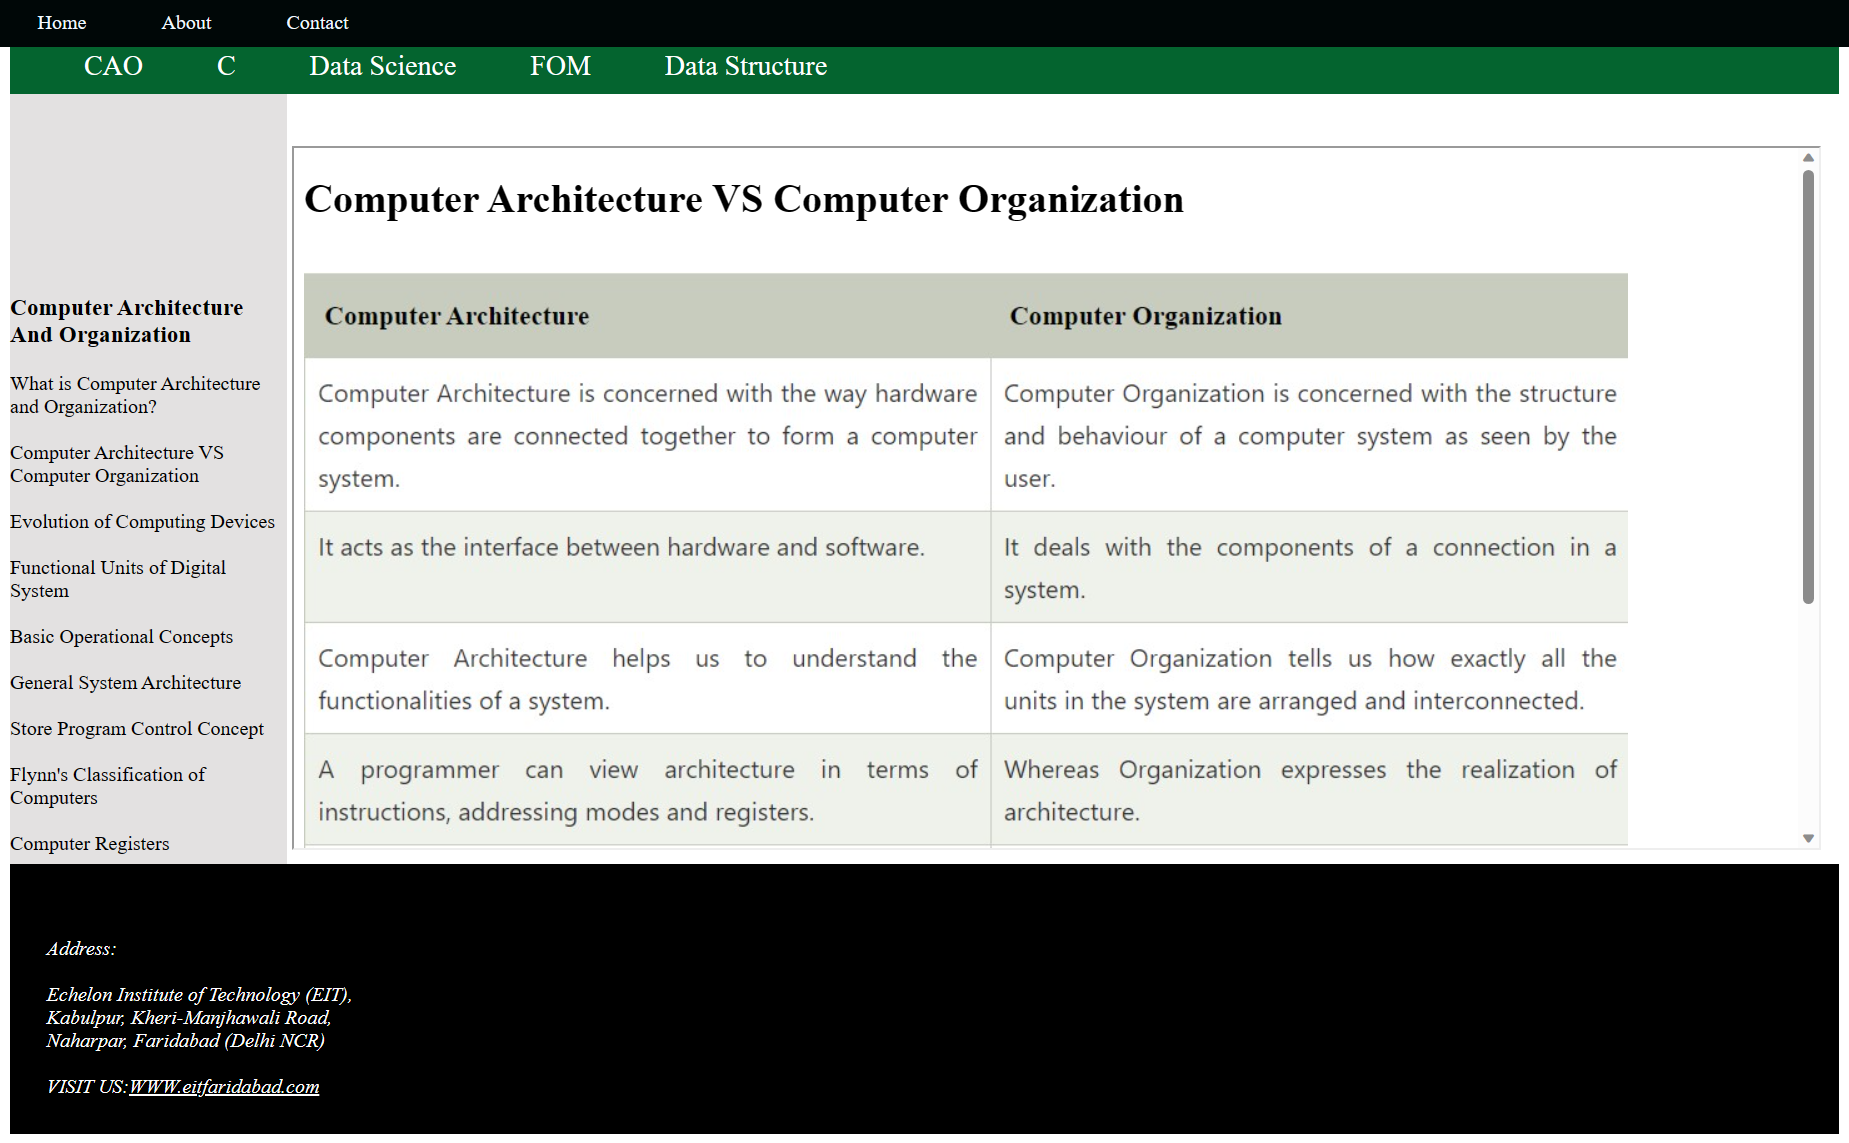 Home About Contact
CAO C Data Science FOM Data Structure
Computer Architecture
And Organization
What is Computer Architecture
and Organization?
Computer Architecture VS
Computer Organization
Evolution of Computing Devices
Functional Units of Digital
System
Basic Operational Concepts
General System Architecture
Store Program Control Concept
Flynn's Classification of
Computers
Computer Registers
Computer Architecture VS Computer Organization
Computer Architecture
Computer Organization
Computer Architecture is concerned with the way hardware
components are connected together to form a computer
system.
Computer Organization is concerned with the structure
and behaviour of a computer system as seen by the
user.
It acts as the interface between hardware and software.
It deals with the components of a connection in a
system.
Computer Architecture helps us to understand the
functionalities of a system.
Computer Organization tells us how exactly all the
units in the system are arranged and interconnected.
A programmer can view architecture in terms of
instructions, addressing modes and registers.
Whereas Organization expresses the realization of
architecture.
Address:
Echelon Institute of Technology (EIT),
Kabulpur, Kheri-Manjhawali Road,
Naharpar, Faridabad (Delhi NCR)
VISIT US:WWW.eitfaridabad.com